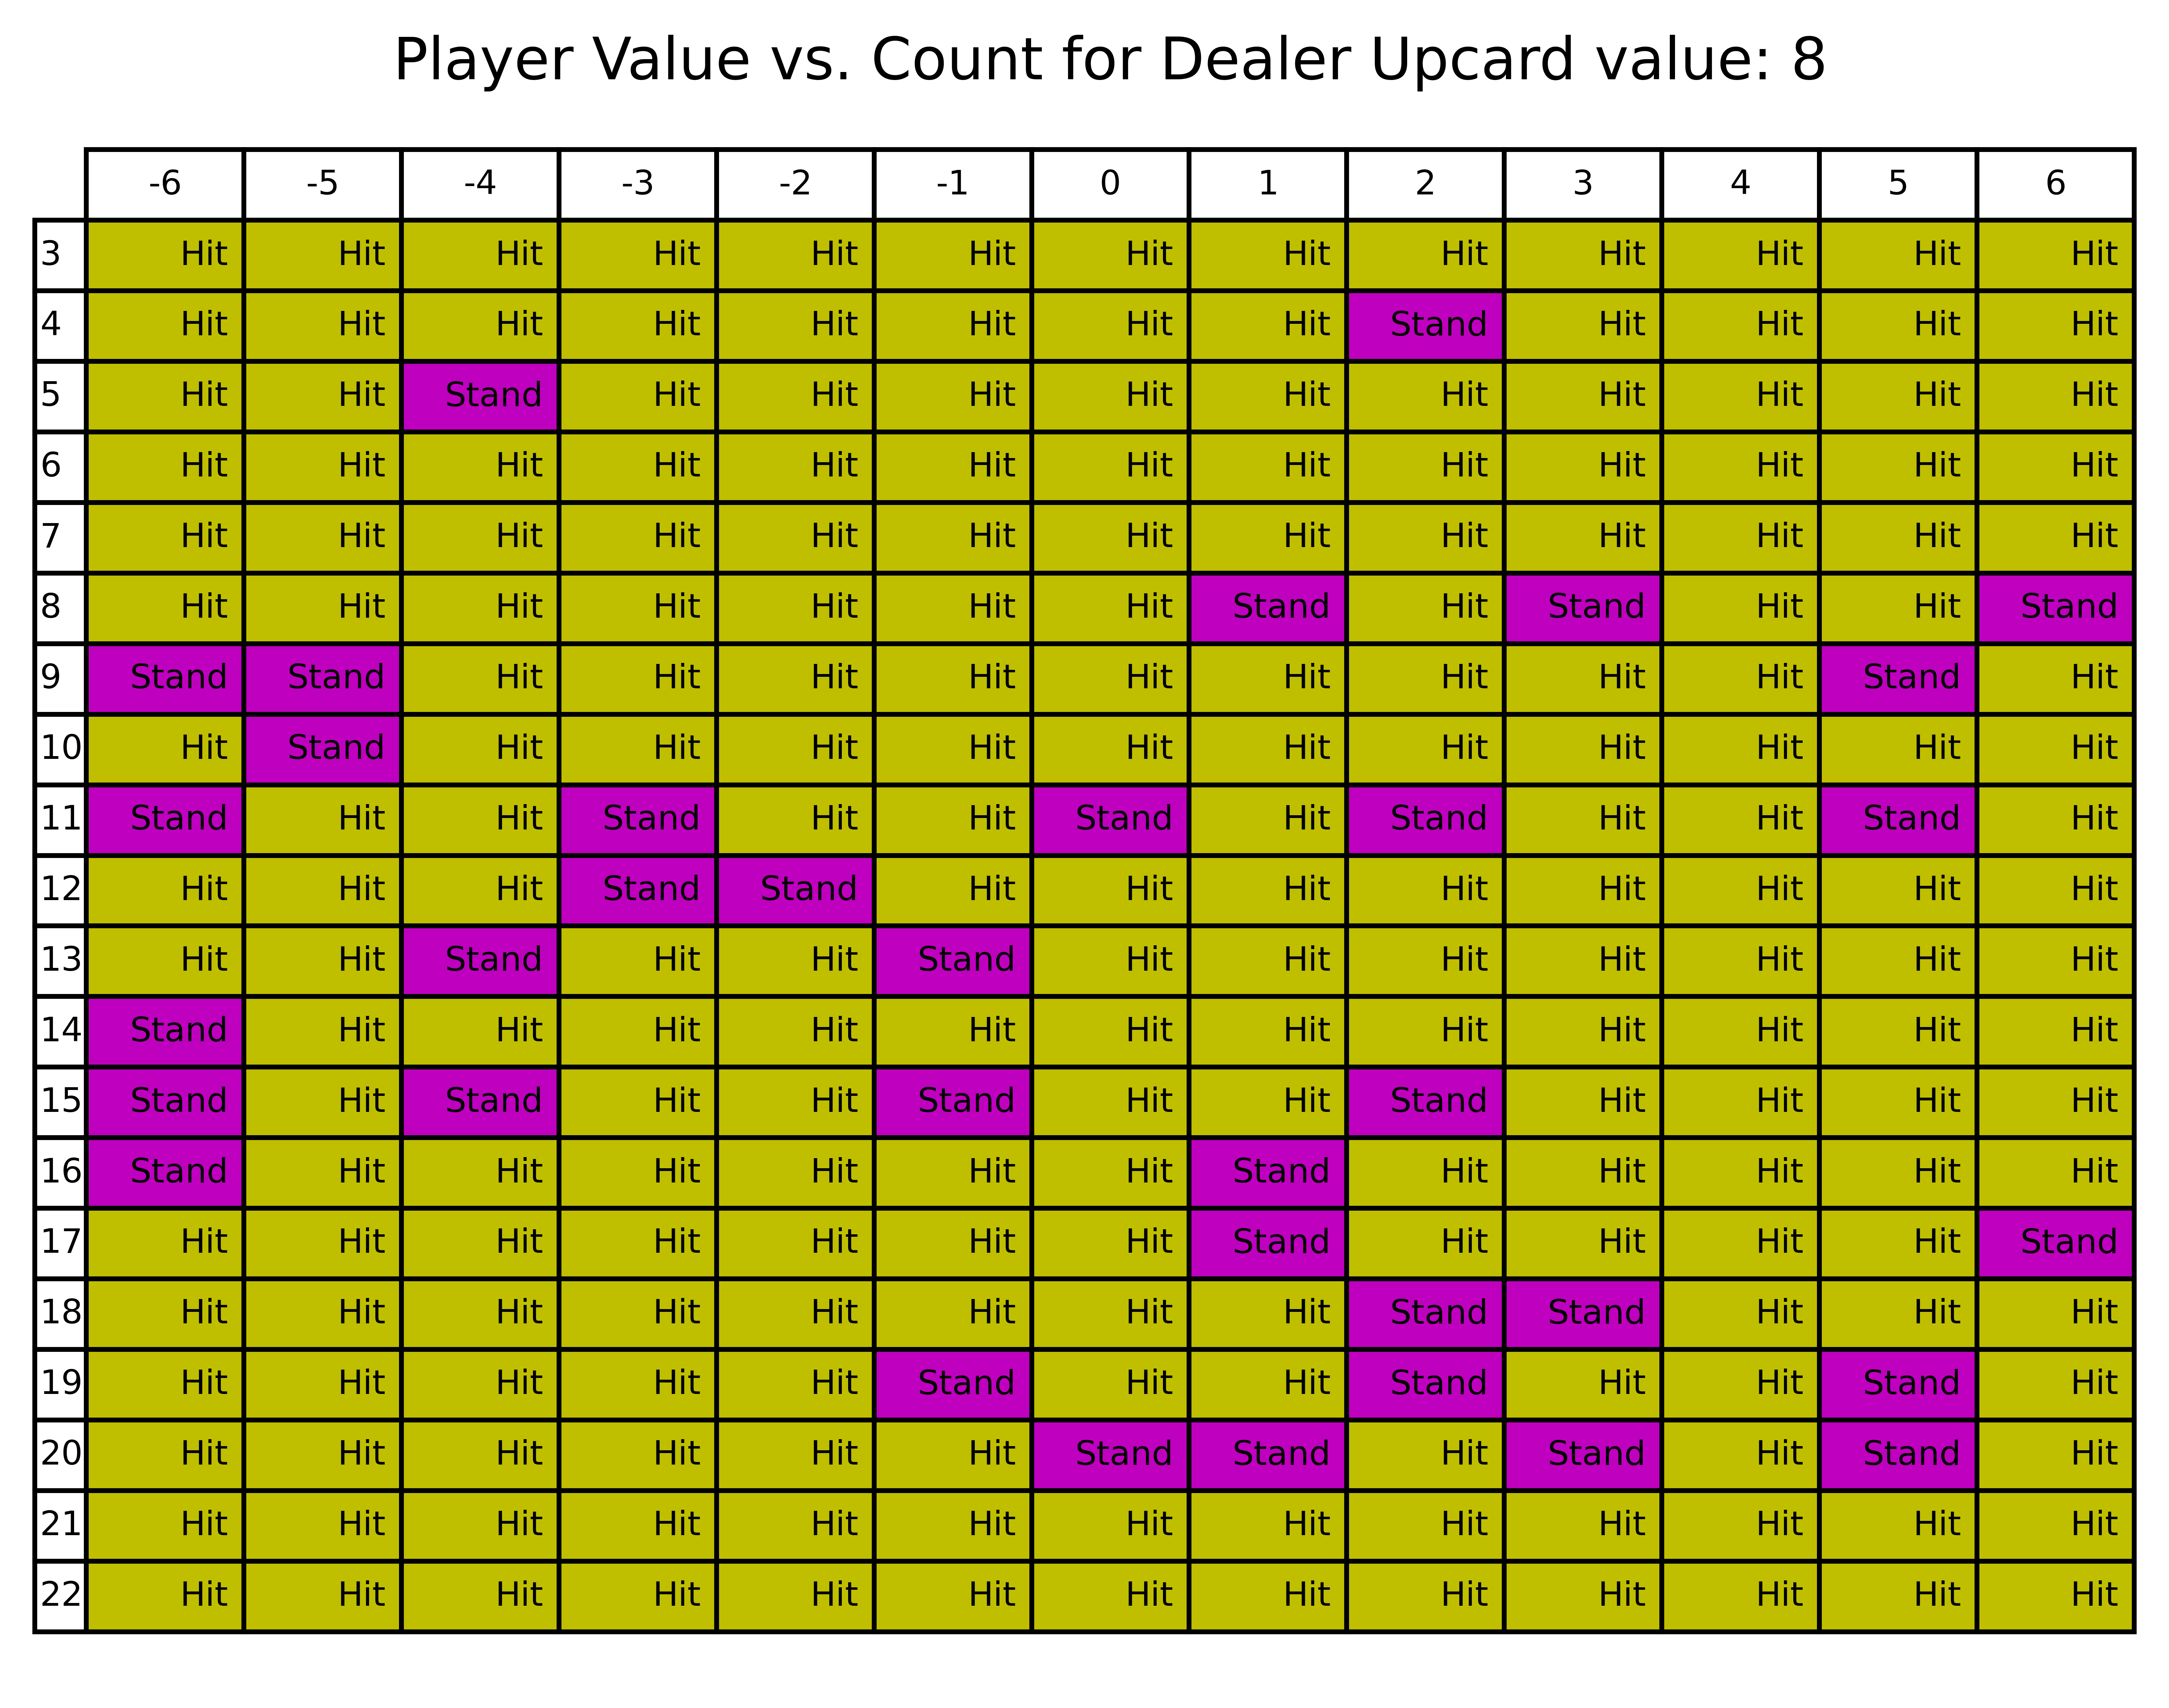 Player Value vs. Count for Dealer Upcard value: 8
-6 -5 -4 -3 -2 -1 0 1 2 3 4 5 6
3 Hit Hit Hit Hit Hit Hit Hit Hit Hit Hit Hit Hit Hit
4 Hit Hit Hit Hit Hit Hit Hit Hit Stand Hit Hit Hit Hit
5 Hit Hit Stand Hit Hit Hit Hit Hit Hit Hit Hit Hit Hit
6 Hit Hit Hit Hit Hit Hit Hit Hit Hit Hit Hit Hit Hit
7 Hit Hit Hit Hit Hit Hit Hit Hit Hit Hit Hit Hit Hit
8 Hit Hit Hit Hit Hit Hit Hit Stand Hit Stand Hit Hit Stand
9 Stand Stand Hit Hit Hit Hit Hit Hit Hit Hit Hit Stand Hit
10 Hit Stand Hit Hit Hit Hit Hit Hit Hit Hit Hit Hit Hit
11 Stand Hit Hit Stand Hit Hit Stand Hit Stand Hit Hit Stand Hit
12 Hit Hit Hit Stand Stand Hit Hit Hit Hit Hit Hit Hit Hit
13 Hit Hit Stand Hit Hit Stand Hit Hit Hit Hit Hit Hit Hit
14 Stand Hit Hit Hit Hit Hit Hit Hit Hit Hit Hit Hit Hit
15 Stand Hit Stand Hit Hit Stand Hit Hit Stand Hit Hit Hit Hit
16 Stand Hit Hit Hit Hit Hit Hit Stand Hit Hit Hit Hit Hit
17 Hit Hit Hit Hit Hit Hit Hit Stand Hit Hit Hit Hit Stand
18 Hit Hit Hit Hit Hit Hit Hit Hit Stand Stand Hit Hit Hit
19 Hit Hit Hit Hit Hit Stand Hit Hit Stand Hit Hit Stand Hit
20 Hit Hit Hit Hit Hit Hit Stand Stand Hit Stand Hit Stand Hit
21 Hit Hit Hit Hit Hit Hit Hit Hit Hit Hit Hit Hit Hit
22 Hit Hit Hit Hit Hit Hit Hit Hit Hit Hit Hit Hit Hit